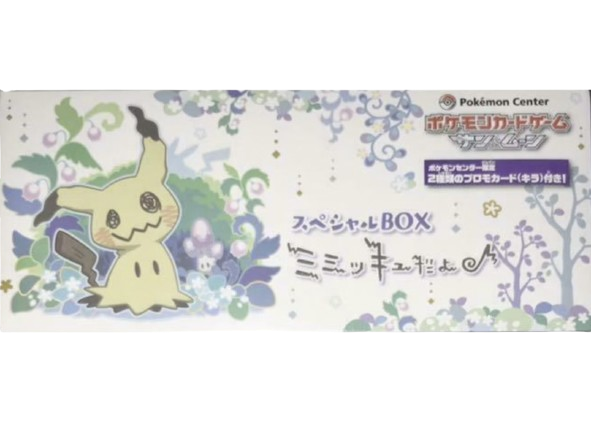 Pokémon Center
ポケモンカードゲーム
サン&ムーン
ポケモンセンター限定
2種類のプロモカード(キラ)付き!
スペシャルBOX
ミミッキュだよ♪